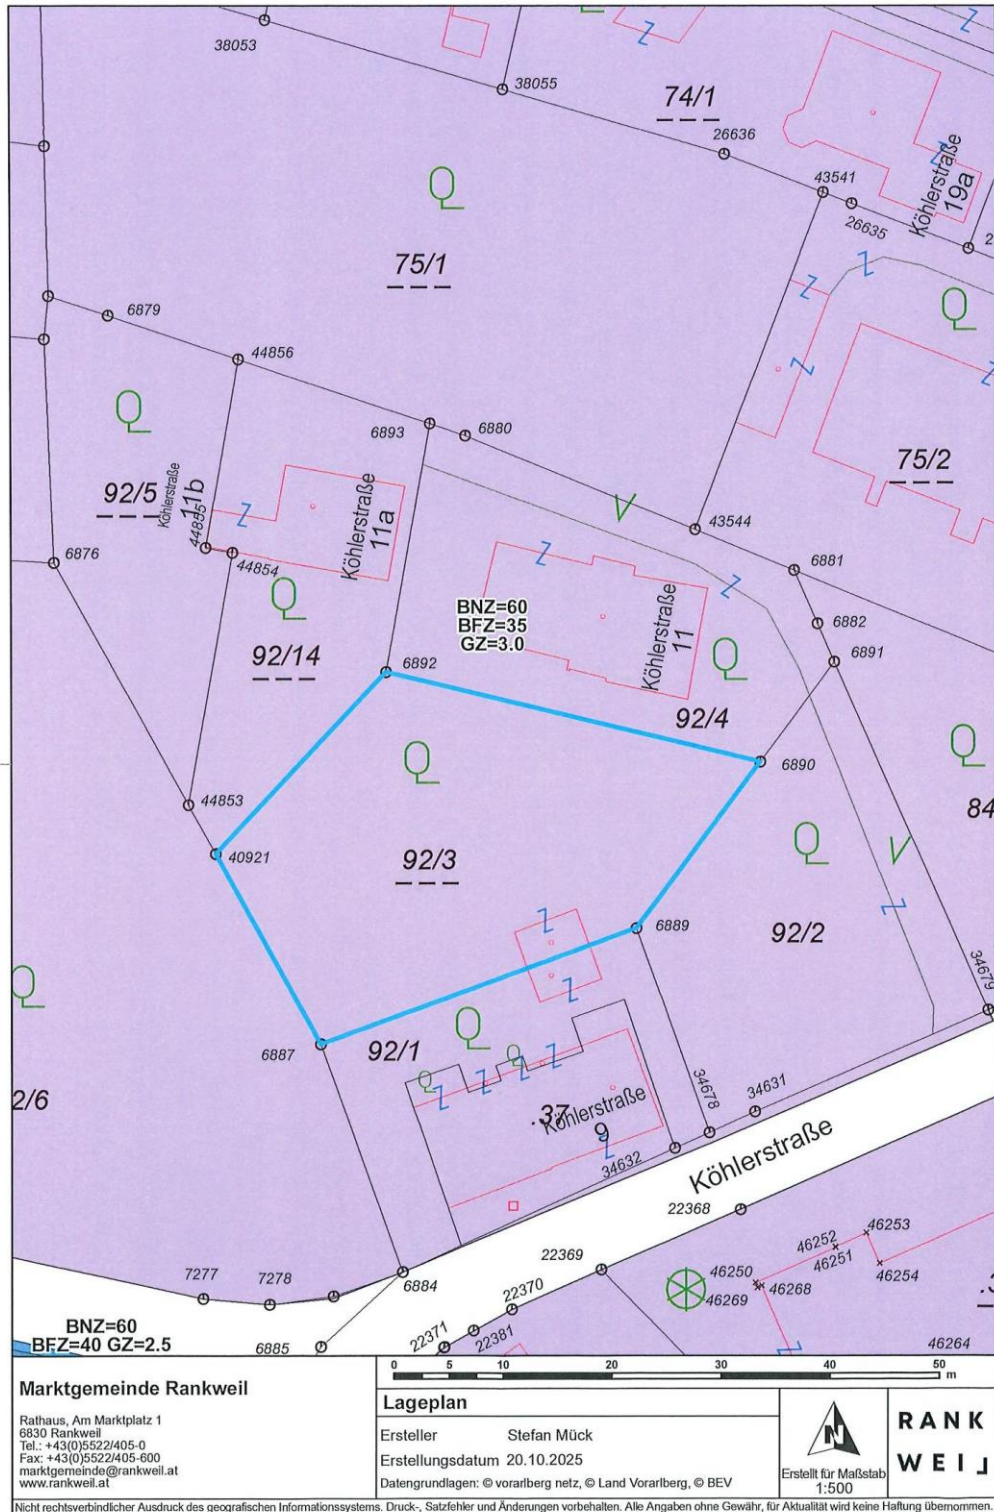 38053
38055
74/1
26636
43541
26635
Köhlerstraße
19a
75/1
6879
44856
6893
6880
75/2
92/5
Köhlerstraße
11b
Köhlerstraße
11a
43544
6881
6876
44855
44854
6882
BNZ=60
BFZ=35
GZ=3.0
Köhlerstraße
11
6891
92/14
6892
92/4
6890
44853
84
40921
92/3
6889
92/2
34679
6887
92/1
2/6
34678
34631
.37
Köhlerstraße
9
34632
Köhlerstraße
22368
46253
46252
46251
22369
46254
7277
7278
6884
46250
46268
22370
46269
BNZ=60
BFZ=40 GZ=2.5
6885
22371
22381
46264
0 5 10 20 30 40 50
m
Marktgemeinde Rankweil
Rathaus, Am Marktplatz 1
6830 Rankweil
Tel.: +43(0)5522/405-0
Fax: +43(0)5522/405-600
marktgemeinde@rankweil.at
www.rankweil.at
Lageplan
Ersteller Stefan Mück
Erstellungsdatum 20.10.2025
Datengrundlagen: © vorarlberg netz, © Land Vorarlberg, © BEV
N
Erstellt für Maßstab
1:500
RANK
WEIL
Nicht rechtsverbindlicher Ausdruck des geografischen Informationssystems. Druck-, Satzfehler und Änderungen vorbehalten. Alle Angaben ohne Gewähr, für Aktualität wird keine Haftung übernommen.